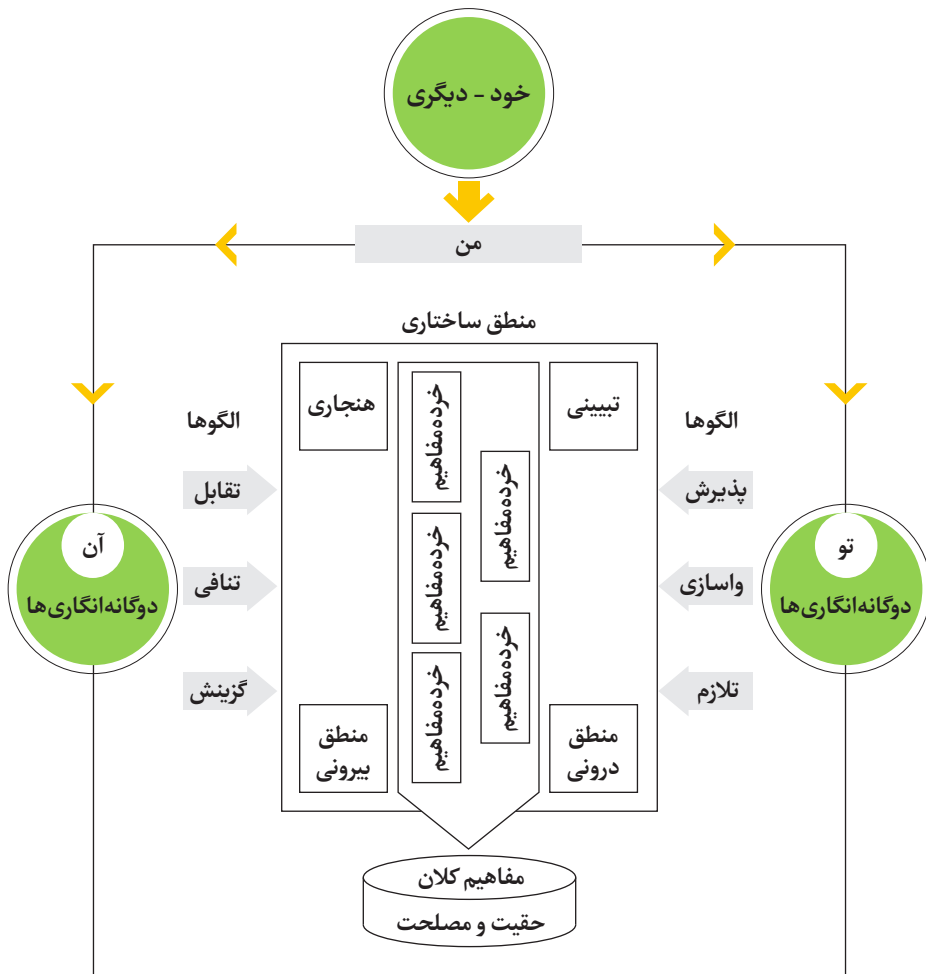 خود - دیگری
من
منطق ساختاری
تبیینی
هنجاری
الگوها
پذیرش
واسازی
تلازم
الگوها
تقابل
تنافی
گزینش
تو
دوگانه‌انگاری‌ها
آن
دوگانه‌انگاری‌ها
خرده‌مفاهیم
خرده‌مفاهیم
خرده‌مفاهیم
خرده‌مفاهیم
خرده‌مفاهیم
منطق
درونی
منطق
بیرونی
مفاهیم کلان
حقیت و مصلحت